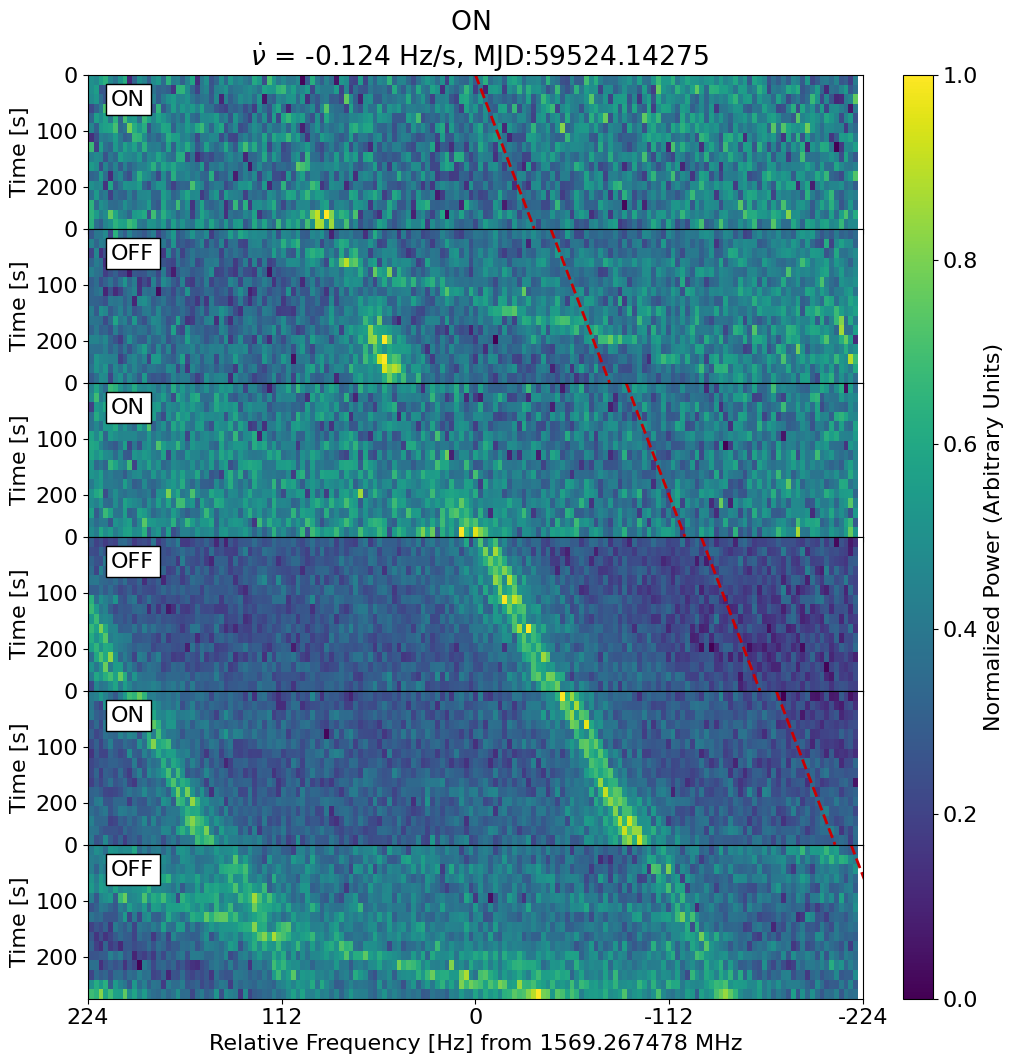 ON
ν̇ = -0.124 Hz/s, MJD:59524.14275
0
100
200
Time [s]
ON
0
100
200
Time [s]
OFF
0
100
200
Time [s]
ON
0
100
200
Time [s]
OFF
0
100
200
Time [s]
ON
0
100
200
Time [s]
OFF
224 112 0 -112 -224
Relative Frequency [Hz] from 1569.267478 MHz
1.0
0.8
0.6
0.4
0.2
0.0
Normalized Power (Arbitrary Units)